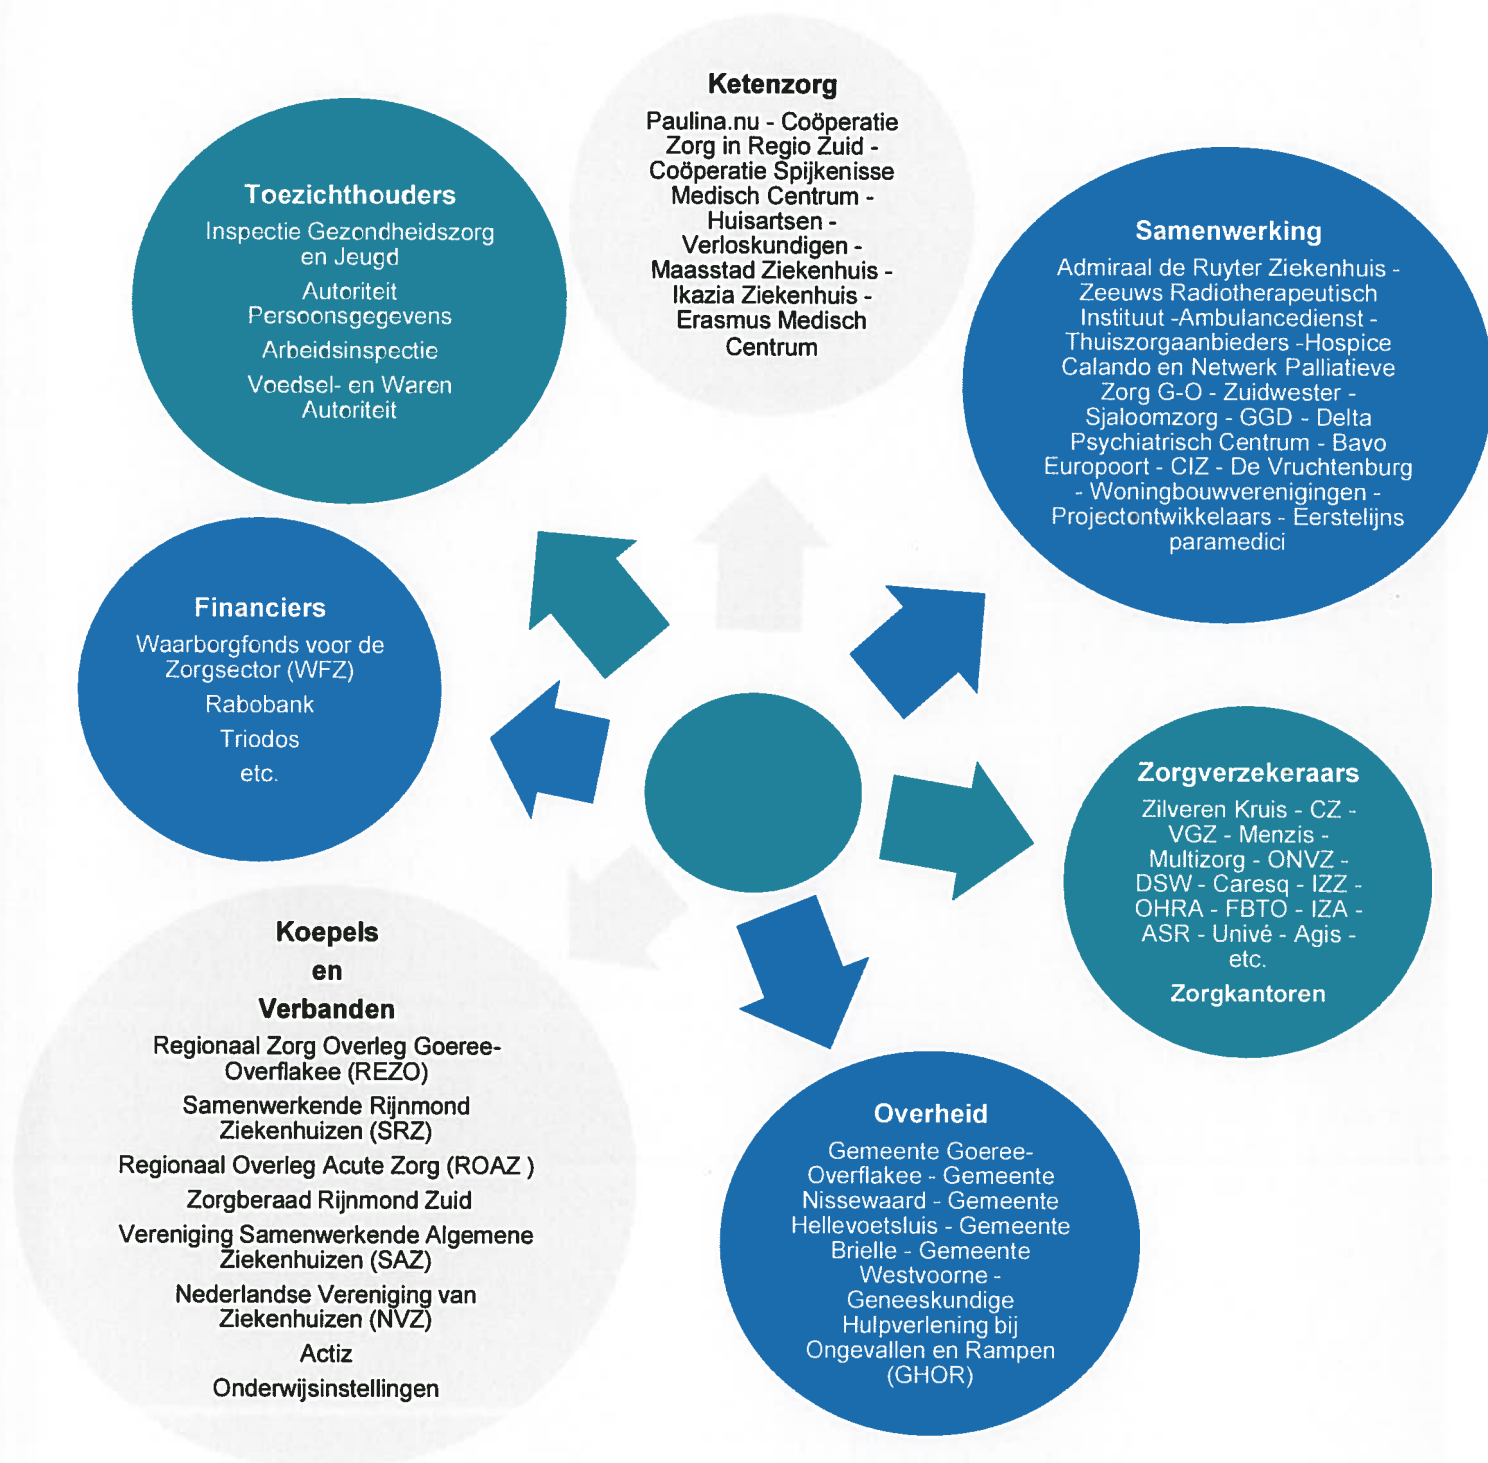 Ketenzorg
Paulina.nu - Coöperatie
Zorg in Regio Zuid -
Coöperatie Spijkenisse
Medisch Centrum -
Huisartsen -
Verloskundigen -
Maasstad Ziekenhuis -
Ikazia Ziekenhuis -
Erasmus Medisch
Centrum
Toezichthouders
Inspectie Gezondheidszorg
en Jeugd
Autoriteit
Persoonsgegevens
Arbeidsinspectie
Voedsel- en Waren
Autoriteit
Samenwerking
Admiraal de Ruyter Ziekenhuis -
Zeeuws Radiotherapeutisch
Instituut -Ambulancedienst -
Thuiszorgaanbieders -Hospice
Calando en Netwerk Palliatieve
Zorg G-O - Zuidwester -
Sjaloomzorg - GGD - Delta
Psychiatrisch Centrum - Bavo
Europoort - CIZ - De Vruchtenburg
- Woningbouwverenigingen -
Projectontwikkelaars - Eerstelijns
paramedici
Financiers
Waarborgfonds voor de
Zorgsector (WFZ)
Rabobank
Triodos
etc.
Zorgverzekeraars
Zilveren Kruis - CZ -
VGZ - Menzis -
Multizorg - ONVZ -
DSW - Caresq - IZZ -
OHRA - FBTO - IZA -
ASR - Univé - Agis -
etc.
Zorgkantoren
Koepels
en
Verbanden
Regionaal Zorg Overleg Goeree-
Overflakee (REZO)
Samenwerkende Rijnmond
Ziekenhuizen (SRZ)
Regionaal Overleg Acute Zorg (ROAZ )
Zorgberaad Rijnmond Zuid
Vereniging Samenwerkende Algemene
Ziekenhuizen (SAZ)
Nederlandse Vereniging van
Ziekenhuizen (NVZ)
Actiz
Onderwijsinstellingen
Overheid
Gemeente Goeree-
Overflakee - Gemeente
Nissewaard - Gemeente
Hellevoetsluis - Gemeente
Brielle - Gemeente
Westvoorne -
Geneeskundige
Hulpverlening bij
Ongevallen en Rampen
(GHOR)